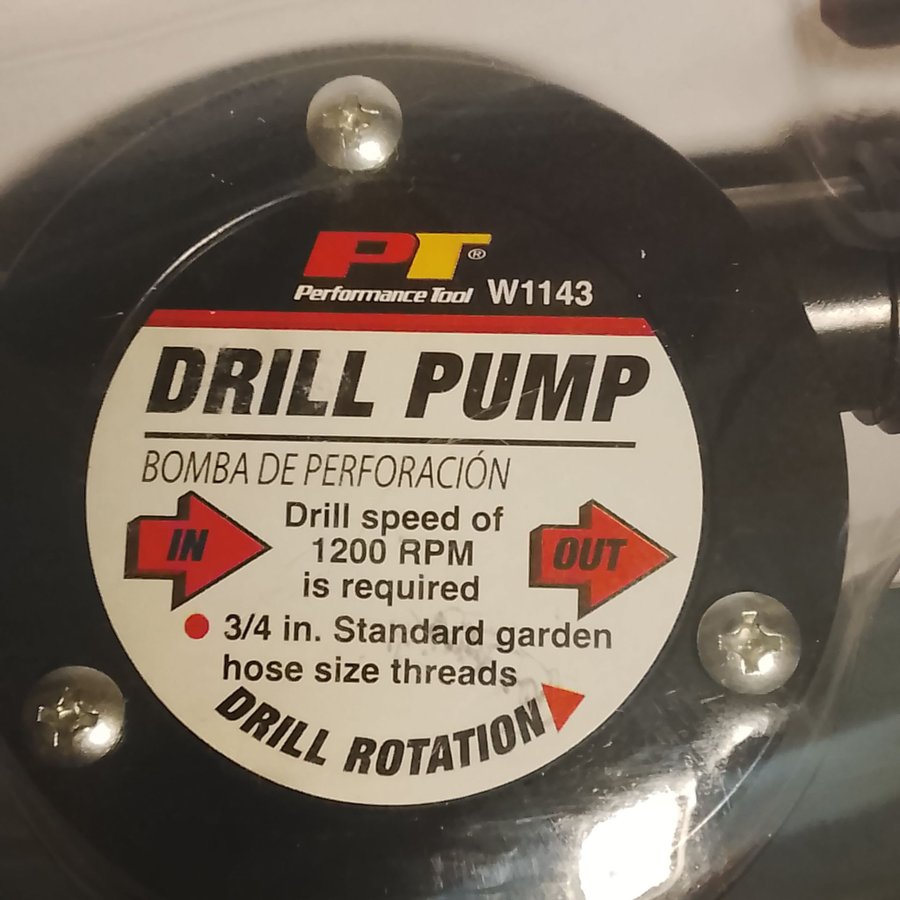 PT®
Performance Tool W1143
DRILL PUMP
BOMBA DE PERFORACIÓN
IN
Drill speed of
1200 RPM
is required
OUT
3/4 in. Standard garden
hose size threads
DRILL ROTATION